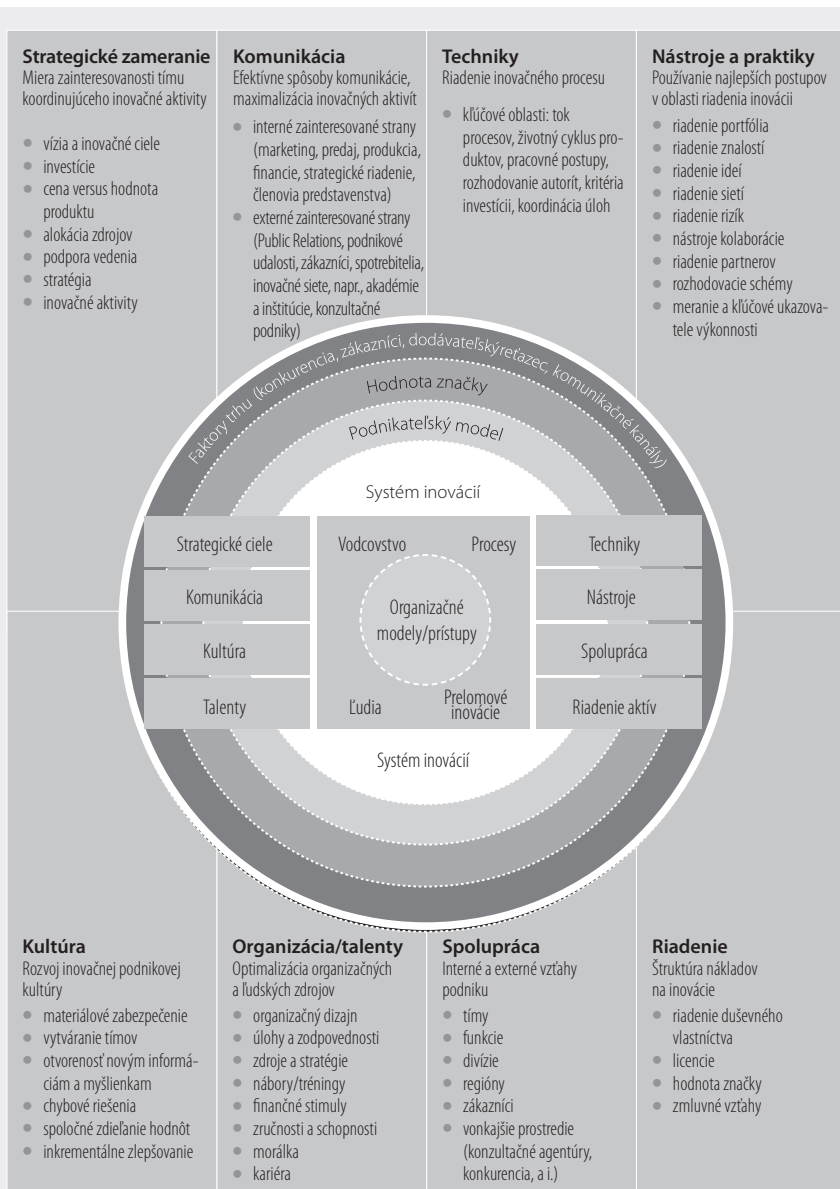 Strategické zameranie
Miera zainteresovanosti tímu
koordinujúceho inovačné aktivity
vízia a inovačné ciele
investície
cena versus hodnota
produktu
alokácia zdrojov
podpora vedenia
stratégia
inovačné aktivity
Komunikácia
Efektívne spôsoby komunikácie,
maximalizácia inovačných aktivít
interné zainteresované strany
(marketing, predaj, produkcia,
financie, strategické riadenie,
členovia predstavenstva)
externé zainteresované strany
(Public Relations, podnikové
udalosti, zákazníci, spotrebitelia,
inovačné siete, napr., akadémie
a inštitúcie, konzultačné
podniky)
Techniky
Riadenie inovačného procesu
kľúčové oblasti: tok
procesov, životný cyklus pro-
duktov, pracovné postupy,
rozhodovanie autorít, kritéria
investícii, koordinácia úloh
Nástroje a praktiky
Používanie najlepších postupov
v oblasti riadenia inovácii
riadenie portfólia
riadenie znalostí
riadenie ideí
riadenie sietí
riadenie rizík
nástroje kolaborácie
riadenie partnerov
rozhodovacie schémy
meranie a kľúčové ukazova-
tele výkonnosti
Faktory trhu (konkurencia, zákazníci, dodávateľský reťazec, komunikačné kanály)
Hodnota značky
Podnikateľský model
Systém inovácií
Strategické ciele
Komunikácia
Kultúra
Talenty
Vodcovstvo
Procesy
Organizačné
modely/prístupy
Ľudia
Prelomové
inovácie
Techniky
Nástroje
Spolupráca
Riadenie aktív
Systém inovácií
Kultúra
Rozvoj inovačnej podnikovej
kultúry
materiálové zabezpečenie
vytváranie tímov
otvorenosť novým informá-
ciám a myšlienkam
chybové riešenia
spoločné zdieľanie hodnôt
inkrementálne zlepšovanie
Organizácia/talenty
Optimalizácia organizačných
a ľudských zdrojov
organizačný dizajn
úlohy a zodpovednosti
zdroje a stratégie
nábory/tréningy
finančné stimuly
zručnosti a schopnosti
morálka
kariéra
Spolupráca
Interné a externé vzťahy
podniku
tímy
funkcie
divízie
regióny
zákazníci
vonkajšie prostredie
(konzultačné agentúry,
konkurencia, a i.)
Riadenie
Štruktúra nákladov
na inovácie
riadenie duševného
vlastníctva
licencie
hodnota značky
zmluvné vzťahy